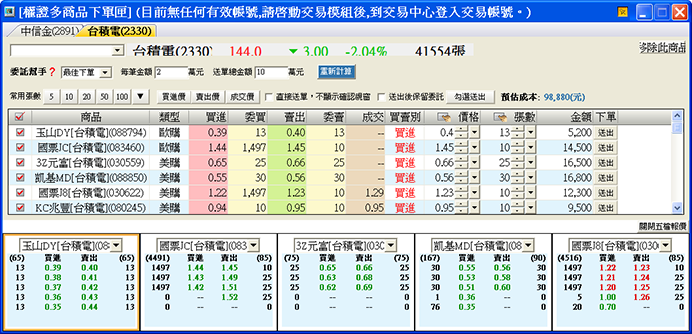 [權證多商品下單匣] (目前無任何有效帳號,請啓動交易模組後,到交易中心登入交易帳號。)
中信金(2891) 台積電(2330)
台積電(2330) 144.0 ▼ 3.00 -2.04% 41554張 移除此商品
委託幫手? 最佳下單 每筆金額 2 萬元 送單總金額 10 萬元 重新計算
常用張數 5 10 20 50 100 ▼ 買進價 賣出價 成交價 直接送單,不顯示確認視窗 送出後保留委託 勾選送出 預估成本: 98,880(元)
商品 類型 買進 委買 賣出 委賣 成交 買賣別 價格 張數 金額 下單
玉山DY[台積電](088794) 歐購 0.39 13 0.40 13 -- 買進 0.4 13 5,200 送出
國票JC[台積電](083460) 歐購 1.44 1,497 1.45 10 -- 買進 1.45 10 14,500 送出
3Z元富[台積電](030559) 美購 0.65 25 0.66 25 -- 買進 0.66 25 16,500 送出
凱基MD[台積電](088850) 美購 0.55 30 0.56 30 -- 買進 0.56 30 16,800 送出
國票J8[台積電](030622) 美購 1.22 1,497 1.23 10 1.29 買進 1.23 10 12,300 送出
KC兆豐[台積電](080245) 美購 0.94 10 0.95 10 0.95 買進 0.95 10 9,500 送出
關閉五檔報價
玉山DY[台積電](08 國票JC[台積電](083 3Z元富[台積電](030 凱基MD[台積電](08 國票J8[台積電](030
(65) 買進 賣出 (65) (4491) 買進 賣出 (85) (75) 買進 賣出 (75) (167) 買進 賣出 (90) (4516) 買進 賣出 (85)
13 0.39 0.40 13 1497 1.44 1.45 10 25 0.65 0.66 25 30 0.55 0.56 30 1497 1.22 1.23 10
13 0.38 0.41 13 1497 1.43 1.49 25 25 0.63 0.68 25 30 0.53 0.58 30 1497 1.21 1.24 25
13 0.37 0.42 13 1497 1.42 1.51 25 25 0.62 0.69 25 30 0.51 0.60 30 1497 1.20 1.25 25
13 0.36 0.43 13 0 -- 1.52 25 0 -- -- 0 1 0.36 -- 0 5 1.00 1.26 25
13 0.35 0.44 13 0 -- -- 0 0 -- -- 0 76 0.35 -- 0 20 0.70 -- 0